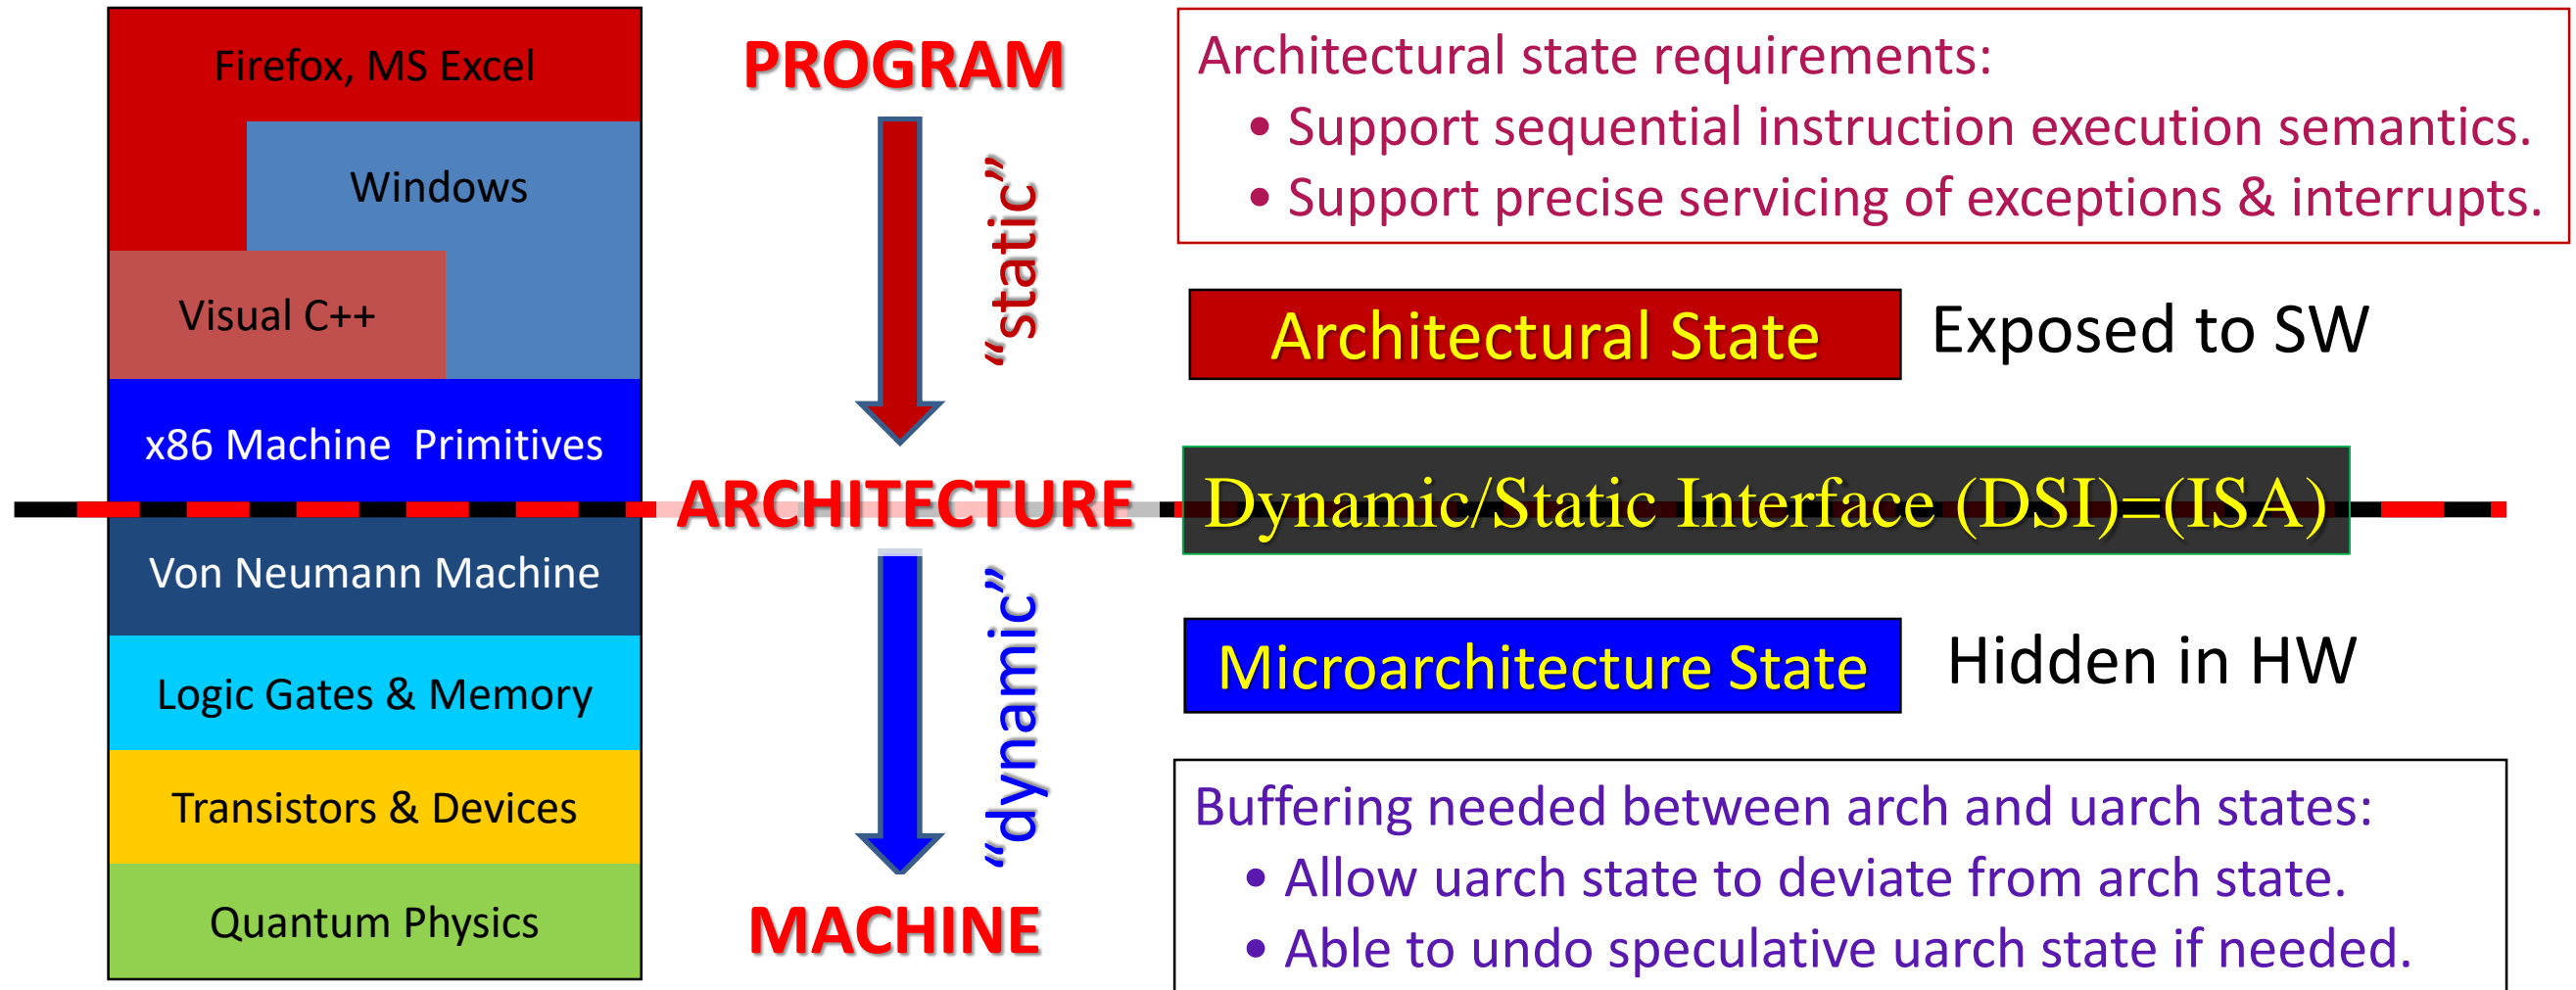 Firefox, MS Excel
Windows
Visual C++
x86 Machine  Primitives
Von Neumann Machine
Logic Gates & Memory
Transistors & Devices
Quantum Physics
PROGRAM
“static”
ARCHITECTURE
“dynamic”
MACHINE
Architectural state requirements:
• Support sequential instruction execution semantics.
• Support precise servicing of exceptions & interrupts.
Architectural State
Exposed to SW
Dynamic/Static Interface (DSI)=(ISA)
Microarchitecture State
Hidden in HW
Buffering needed between arch and uarch states:
• Allow uarch state to deviate from arch state.
• Able to undo speculative uarch state if needed.